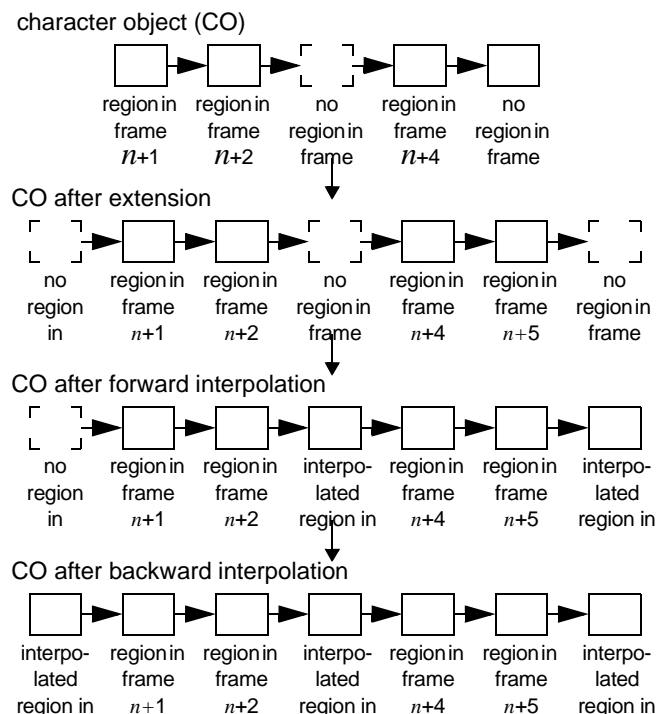 character object (CO)
region in region in no region in no
frame frame region in frame region in
n+1 n+2 frame n+4 frame
CO after extension
no region in region in no region in region in no
region frame frame region in frame frame region in
in n+1 n+2 frame n+4 n+5 frame
CO after forward interpolation
no region in region in interpo- region in region in interpo-
region frame frame lated frame frame lated
in n+1 n+2 region in n+4 n+5 region in
CO after backward interpolation
interpo- region in region in interpo- region in region in interpo-
lated frame frame lated frame frame lated
region in n+1 n+2 region in n+4 n+5 region in